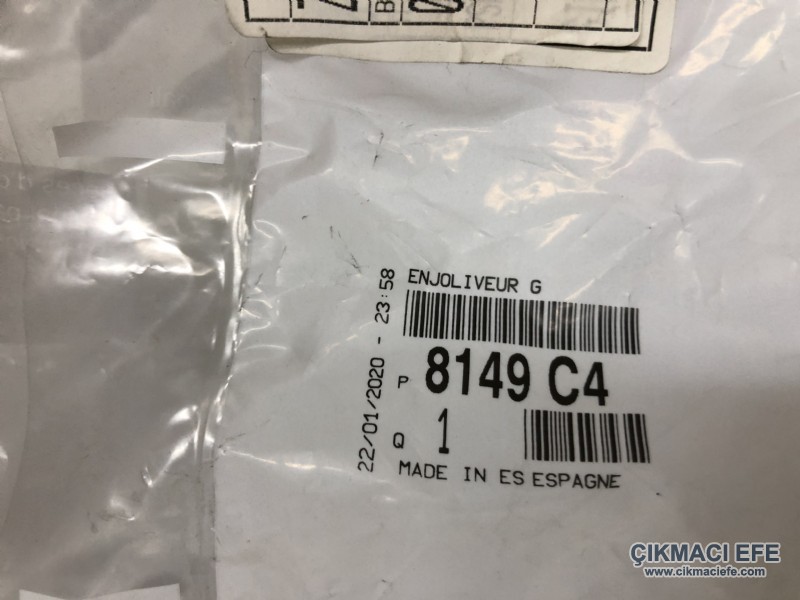 ENJOLIVEUR G
22/01/2020 - 23:58
P 8149 C4
Q 1
MADE IN ES ESPAGNE
ÇIKMACI EFE
www.cikmaciefe.com